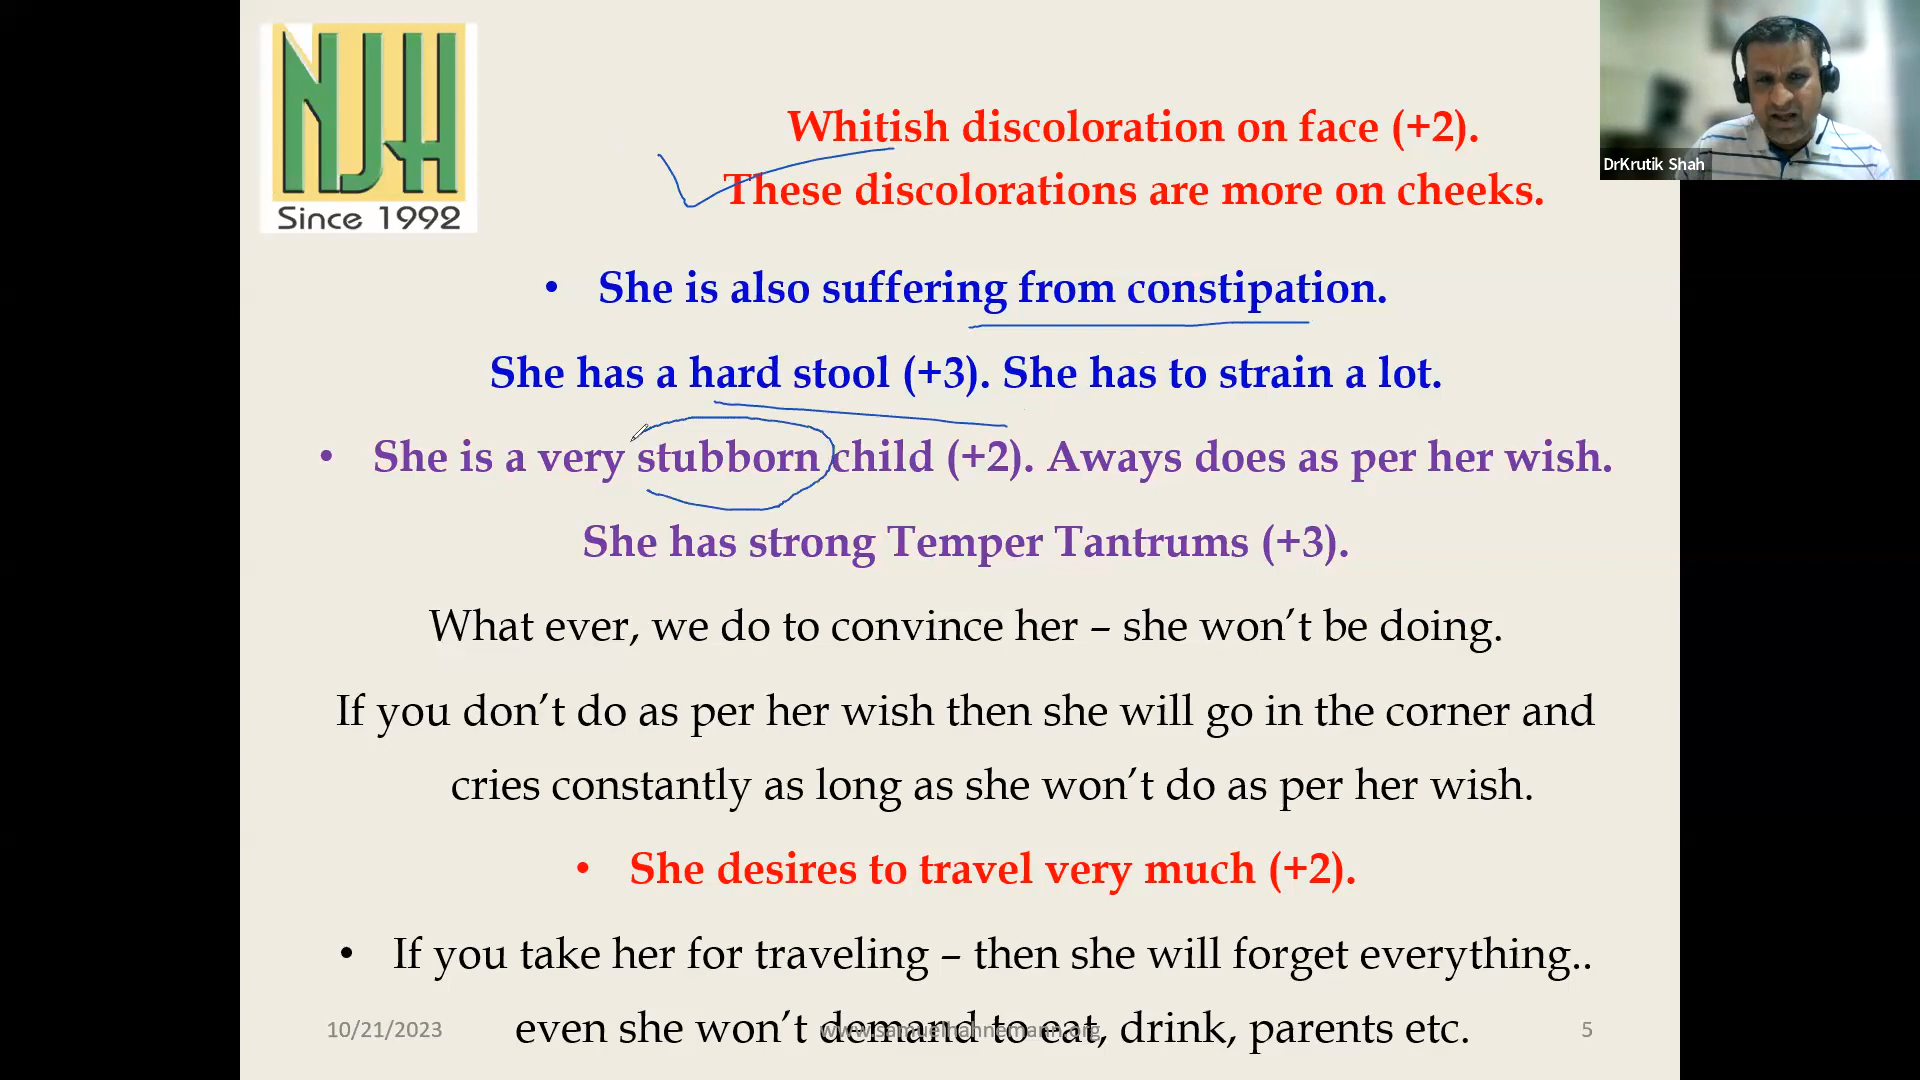 NJH
Since 1992
Whitish discoloration on face (+2).
These discolorations are more on cheeks.
DrKrutik Shah
• She is also suffering from constipation.
She has a hard stool (+3). She has to strain a lot.
• She is a very stubborn child (+2). Aways does as per her wish.
She has strong Temper Tantrums (+3).
What ever, we do to convince her – she won’t be doing.
If you don’t do as per her wish then she will go in the corner and
cries constantly as long as she won’t do as per her wish.
• She desires to travel very much (+2).
• If you take her for traveling – then she will forget everything..
even she won’t demand to eat, drink, parents etc.
10/21/2023
www.samuelhahnemann.org
5